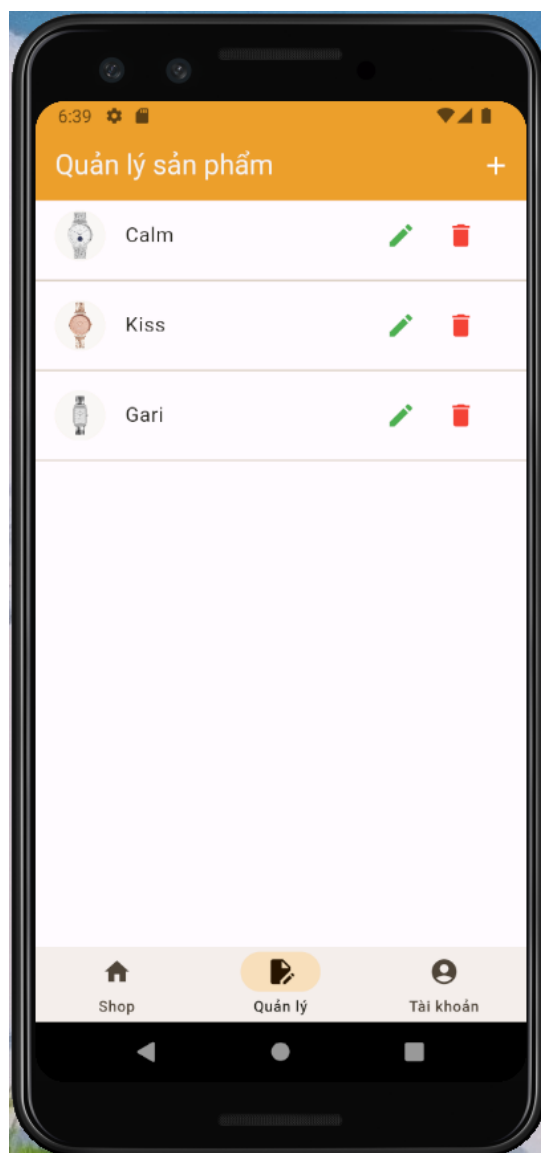 6:39
Quản lý sản phẩm
Calm
Kiss
Gari
Shop Quản lý Tài khoản